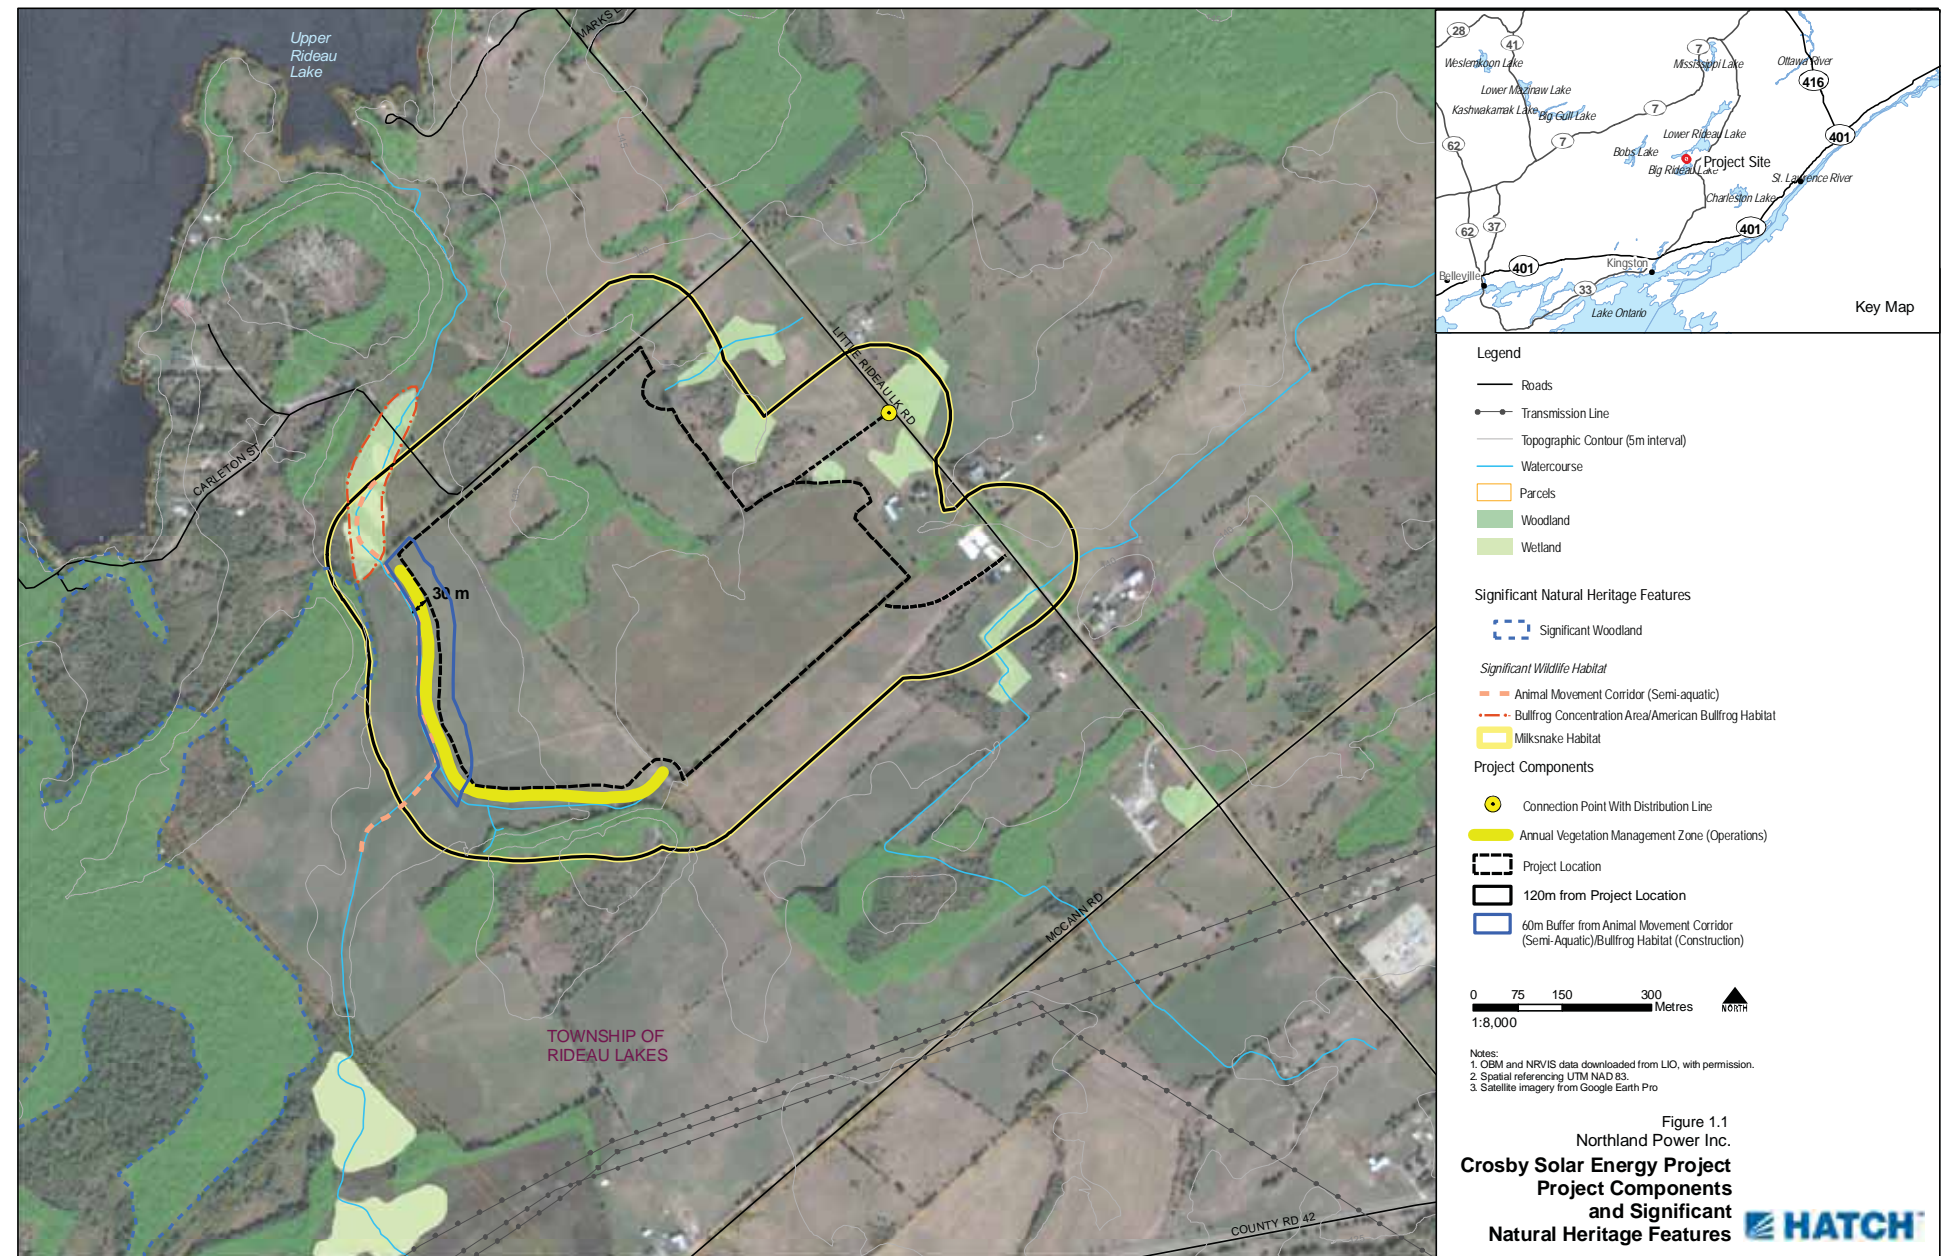 Upper
Rideau
Lake
MARKS
LITTLE RIDEAU LK RD
CARLETON ST
30 m
TOWNSHIP OF
RIDEAU LAKES
MCCANN RD
COUNTY RD 42
28
41
7
Weslemkoon Lake
Mississippi Lake
Ottawa River
416
Lower Mazinaw Lake
Kashwakamak Lake
Big Gull Lake
7
7
Lower Rideau Lake
401
62
Bobs Lake
Project Site
Big Rideau Lake
St. Lawrence River
Charleston Lake
62
37
401
401
Kingston
Belleville
33
Lake Ontario
Key Map
Legend
Roads
Transmission Line
Topographic Contour (5m interval)
Watercourse
Parcels
Woodland
Wetland
Significant Natural Heritage Features
Significant Woodland
Significant Wildlife Habitat
Animal Movement Corridor (Semi-aquatic)
Bullfrog Concentration Area/American Bullfrog Habitat
Milksnake Habitat
Project Components
Connection Point With Distribution Line
Annual Vegetation Management Zone (Operations)
Project Location
120m from Project Location
60m Buffer from Animal Movement Corridor
(Semi-Aquatic)/Bullfrog Habitat (Construction)
0 75 150 300
Metres
1:8,000
NORTH
Notes:
1. OBM and NRVIS data downloaded from LIO, with permission.
2. Spatial referencing UTM NAD 83.
3. Satellite imagery from Google Earth Pro
Figure 1.1
Northland Power Inc.
Crosby Solar Energy Project
Project Components
and Significant
Natural Heritage Features
HATCH